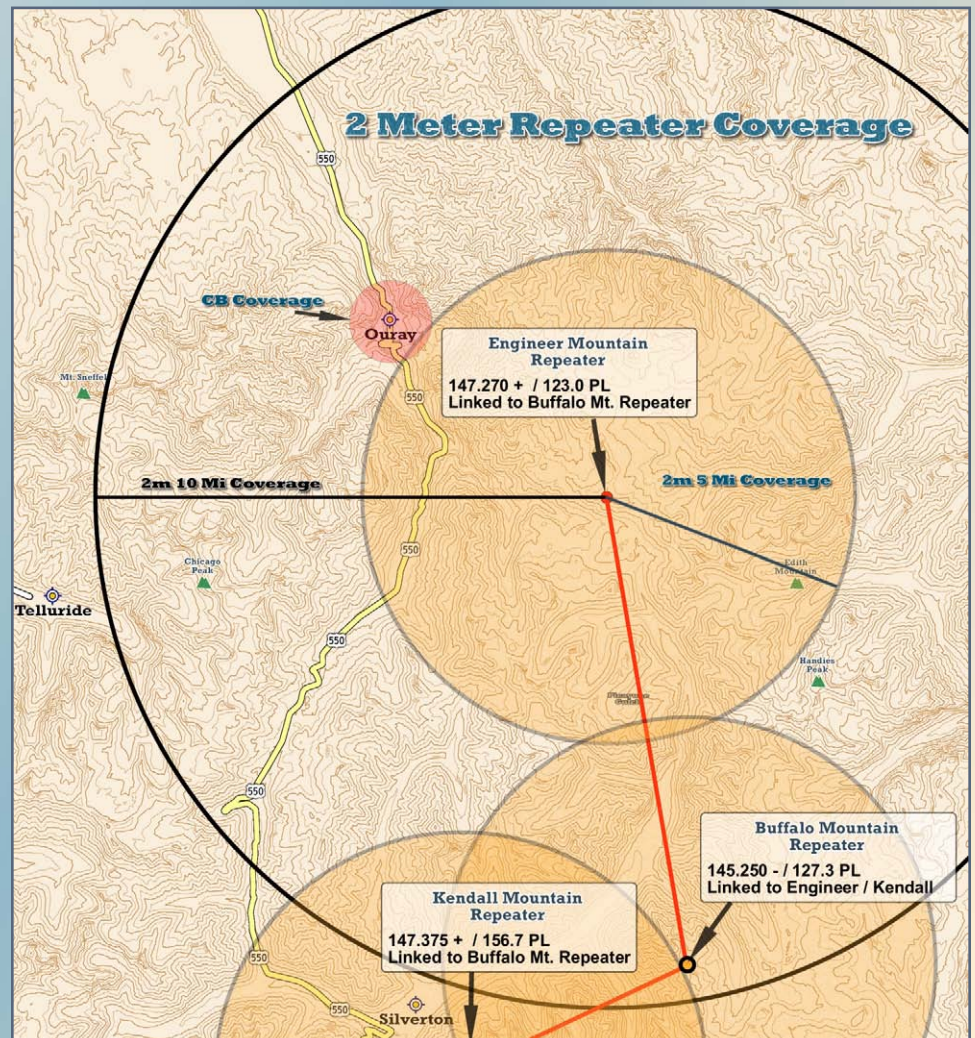 2 Meter Repeater Coverage
550
CB Coverage
Ouray
Engineer Mountain
Repeater
147.270 + / 123.0 PL
Linked to Buffalo Mt. Repeater
Mt. Sneffel
550
2m 10 Mi Coverage
2m 5 Mi Coverage
550
Chicago
Peak
Edith
Mountain
Telluride
550
Handies
Peak
550
Buffalo Mountain
Repeater
145.250 - / 127.3 PL
Linked to Engineer / Kendall
Kendall Mountain
Repeater
147.375 + / 156.7 PL
Linked to Buffalo Mt. Repeater
550
550
Silverton